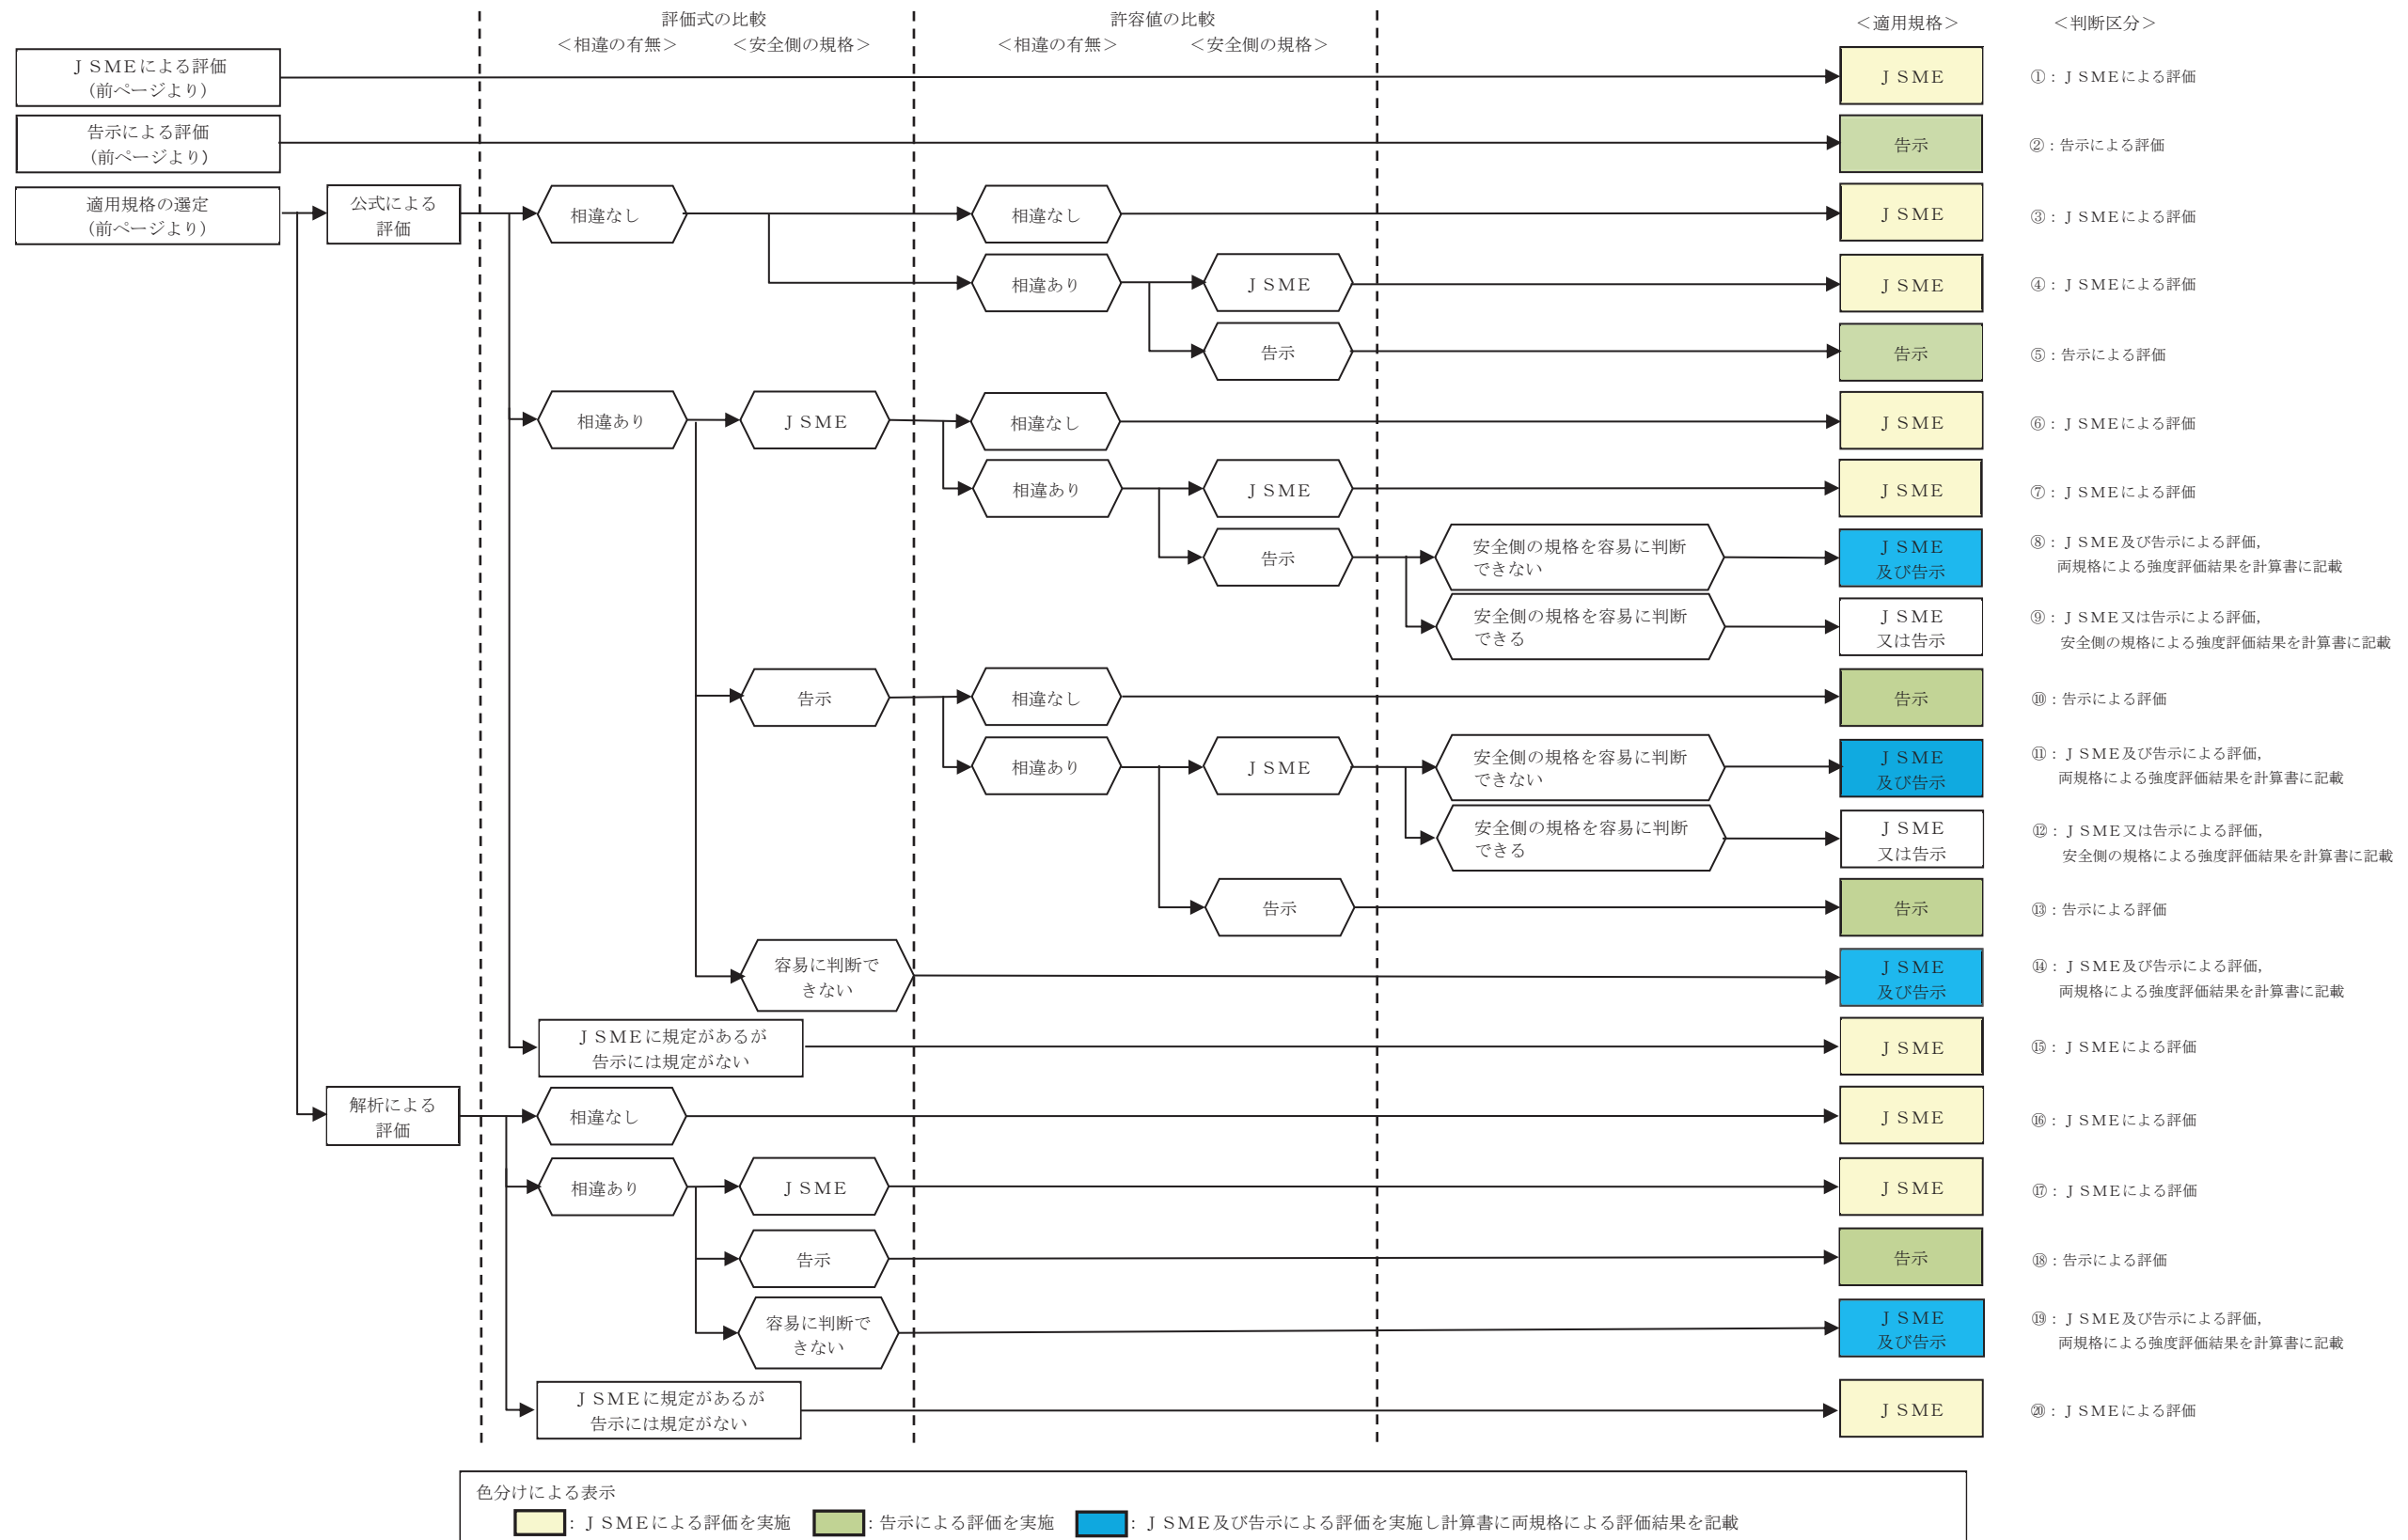 評価式の比較
許容値の比較
＜相違の有無＞
＜安全側の規格＞
＜相違の有無＞
＜安全側の規格＞
＜適用規格＞
＜判断区分＞
ＪＳＭＥによる評価
（前ページより）
ＪＳＭＥ
①：ＪＳＭＥによる評価
告示による評価
（前ページより）
告示
②：告示による評価
適用規格の選定
（前ページより）
公式による
評価
相違なし
相違なし
ＪＳＭＥ
③：ＪＳＭＥによる評価
相違あり
ＪＳＭＥ
ＪＳＭＥ
④：ＪＳＭＥによる評価
告示
告示
⑤：告示による評価
相違あり
ＪＳＭＥ
相違なし
ＪＳＭＥ
⑥：ＪＳＭＥによる評価
相違あり
ＪＳＭＥ
ＪＳＭＥ
⑦：ＪＳＭＥによる評価
告示
安全側の規格を容易に判断
できない
ＪＳＭＥ
及び告示
⑧：ＪＳＭＥ及び告示による評価，
両規格による強度評価結果を計算書に記載
安全側の規格を容易に判断
できる
ＪＳＭＥ
又は告示
⑨：ＪＳＭＥ又は告示による評価，
安全側の規格による強度評価結果を計算書に記載
告示
相違なし
告示
⑩：告示による評価
相違あり
ＪＳＭＥ
安全側の規格を容易に判断
できない
ＪＳＭＥ
及び告示
⑪：ＪＳＭＥ及び告示による評価，
両規格による強度評価結果を計算書に記載
安全側の規格を容易に判断
できる
ＪＳＭＥ
又は告示
⑫：ＪＳＭＥ又は告示による評価，
安全側の規格による強度評価結果を計算書に記載
告示
告示
⑬：告示による評価
容易に判断で
きない
ＪＳＭＥ
及び告示
⑭：ＪＳＭＥ及び告示による評価，
両規格による強度評価結果を計算書に記載
ＪＳＭＥに規定があるが
告示には規定がない
ＪＳＭＥ
⑮：ＪＳＭＥによる評価
解析による
評価
相違なし
ＪＳＭＥ
⑯：ＪＳＭＥによる評価
相違あり
ＪＳＭＥ
ＪＳＭＥ
⑰：ＪＳＭＥによる評価
告示
告示
⑱：告示による評価
容易に判断で
きない
ＪＳＭＥ
及び告示
⑲：ＪＳＭＥ及び告示による評価，
両規格による強度評価結果を計算書に記載
ＪＳＭＥに規定があるが
告示には規定がない
ＪＳＭＥ
⑳：ＪＳＭＥによる評価
色分けによる表示
：ＪＳＭＥによる評価を実施
：告示による評価を実施
：ＪＳＭＥ及び告示による評価を実施し計算書に両規格による評価結果を記載